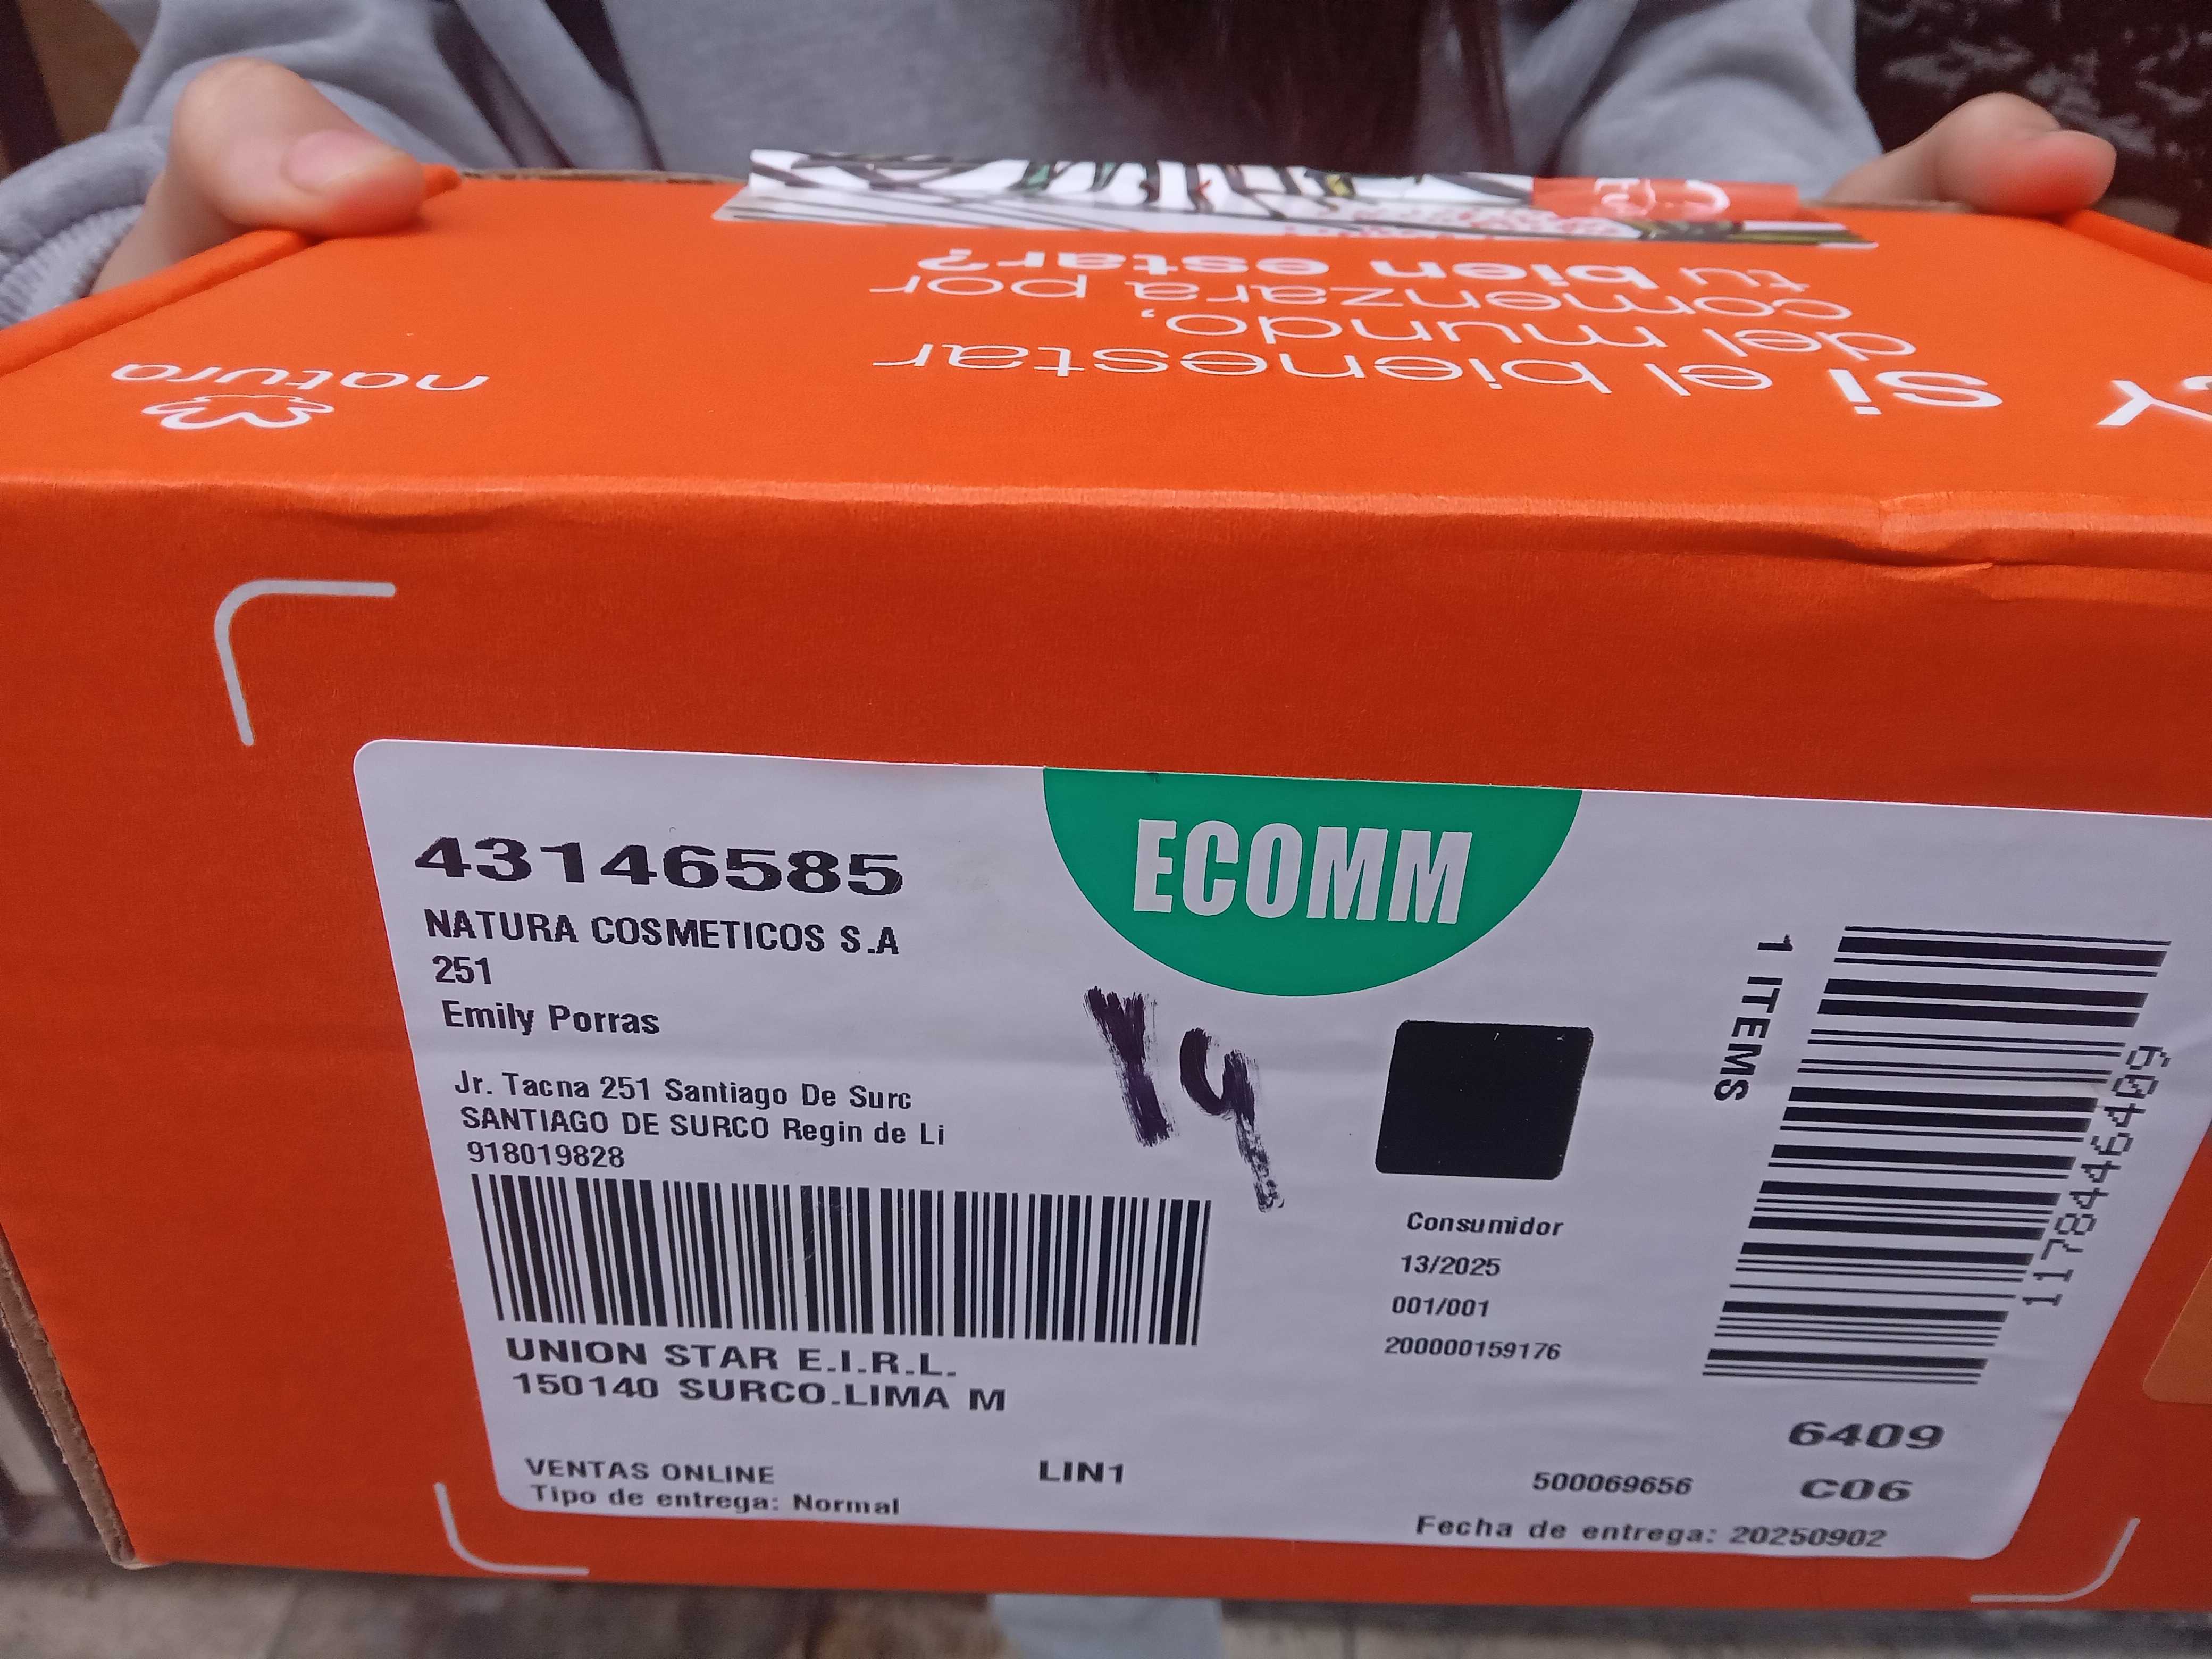 natura
Y
si el bienestar
del mundo,
comenzara por
tu bien estar?
ECOMM
43146585
NATURA COSMETICOS S.A
251
Emily Porras
Jr. Tacna 251 Santiago De Surc
SANTIAGO DE SURCO Regin de Li
918019828
19
UNION STAR E.I.R.L.
150140 SURCO.LIMA M
VENTAS ONLINE
Tipo de entrega: Normal
LIN1
Consumidor
13/2025
001/001
200000159176
1 ITEMS
117844646409
6409
500069656
C06
Fecha de entrega: 20250902